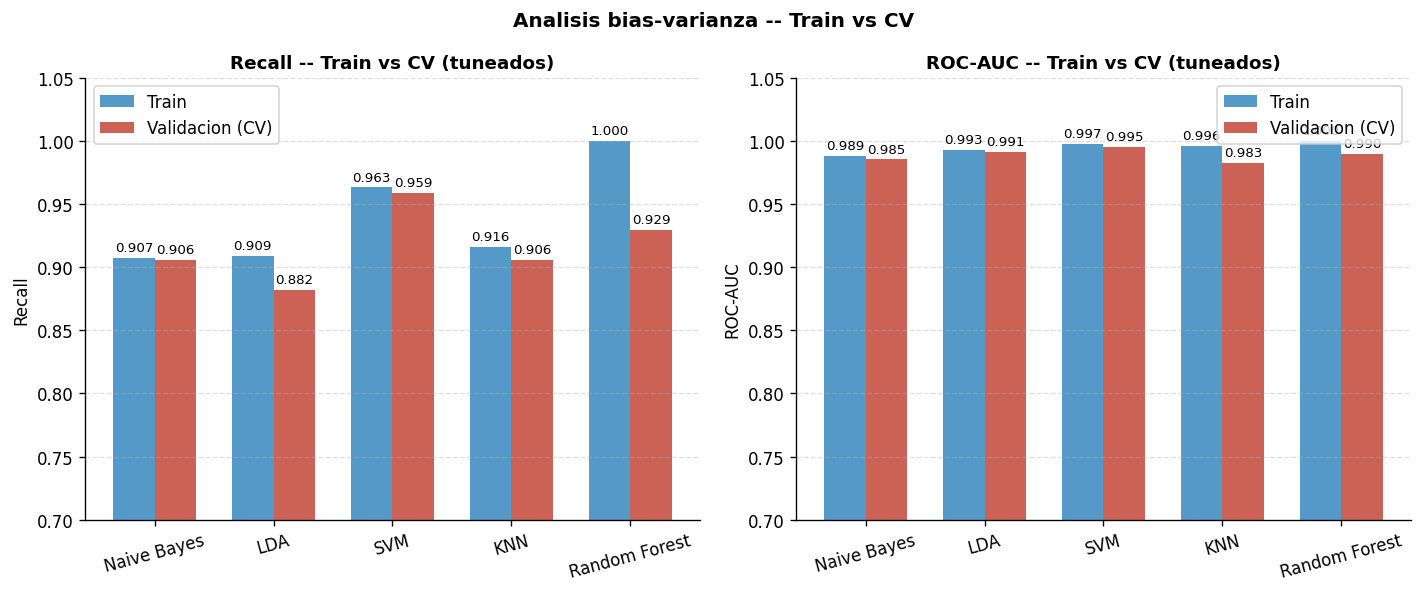 Analisis bias-varianza -- Train vs CV
Recall -- Train vs CV (tuneados)
1.05
1.00
0.95
0.90
0.85
0.80
0.75
0.70
Recall
Train
Validacion (CV)
0.907 0.906
0.909
0.882
0.963
0.959
0.916
0.906
1.000
0.929
Naive Bayes
LDA
SVM
KNN
Random Forest
ROC-AUC -- Train vs CV (tuneados)
1.05
1.00
0.95
0.90
0.85
0.80
0.75
0.70
ROC-AUC
Train
Validacion (CV)
0.989 0.985
0.993 0.991
0.997 0.995
0.996
0.983
0.990
Naive Bayes
LDA
SVM
KNN
Random Forest